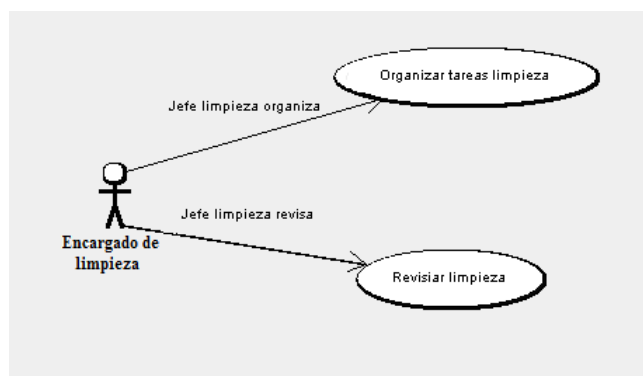 Organizar tareas limpieza
Jefe limpieza organiza
Jefe limpieza revisa
Encargado de
limpieza
Revisiar limpieza